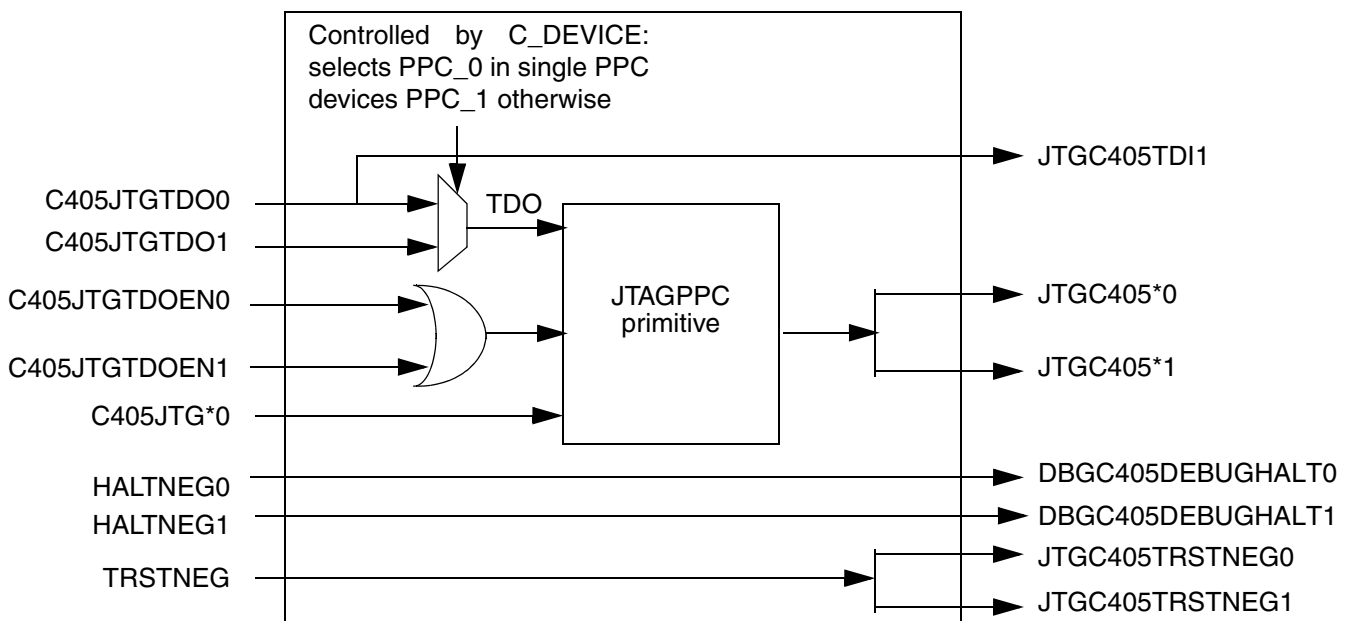 Controlled by C_DEVICE:
selects PPC_0 in single PPC
devices PPC_1 otherwise
JTGC405TDI1
C405JTGTDO0
TDO
C405JTGTDO1
C405JTGTDOEN0
JTAGPPC
primitive
JTGC405*0
C405JTGTDOEN1
JTGC405*1
C405JTG*0
HALTNEG0
DBGC405DEBUGHALT0
HALTNEG1
DBGC405DEBUGHALT1
TRSTNEG
JTGC405TRSTNEG0
JTGC405TRSTNEG1